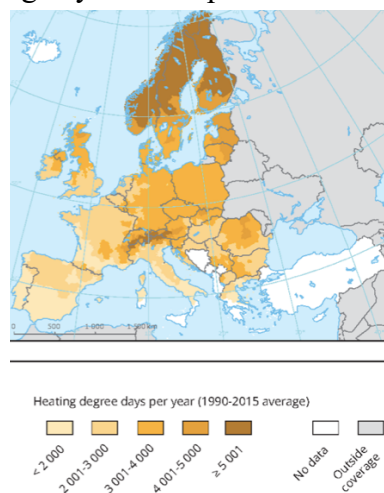 0 500 1 000 1 500 km
Heating degree days per year (1990-2015 average)
< 2 000
2 001-3 000
3 001-4 000
4 001-5 000
≥ 5 001
No data
Outside
coverage